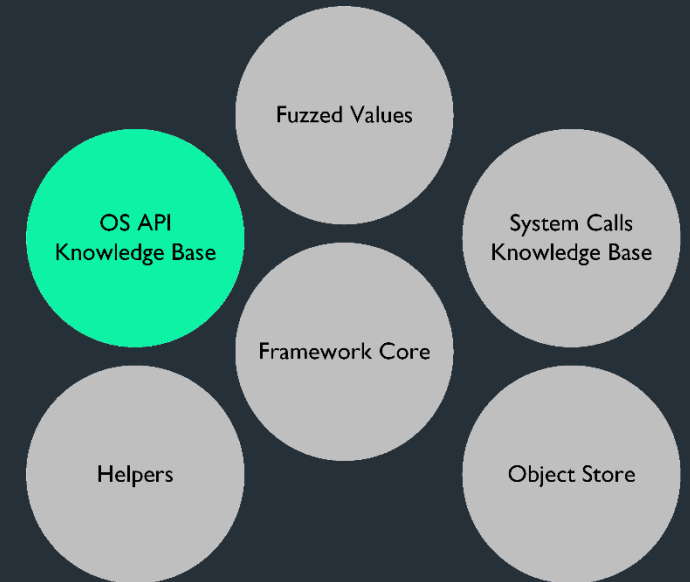 Fuzzed Values
OS API
Knowledge Base
System Calls
Knowledge Base
Framework Core
Helpers
Object Store